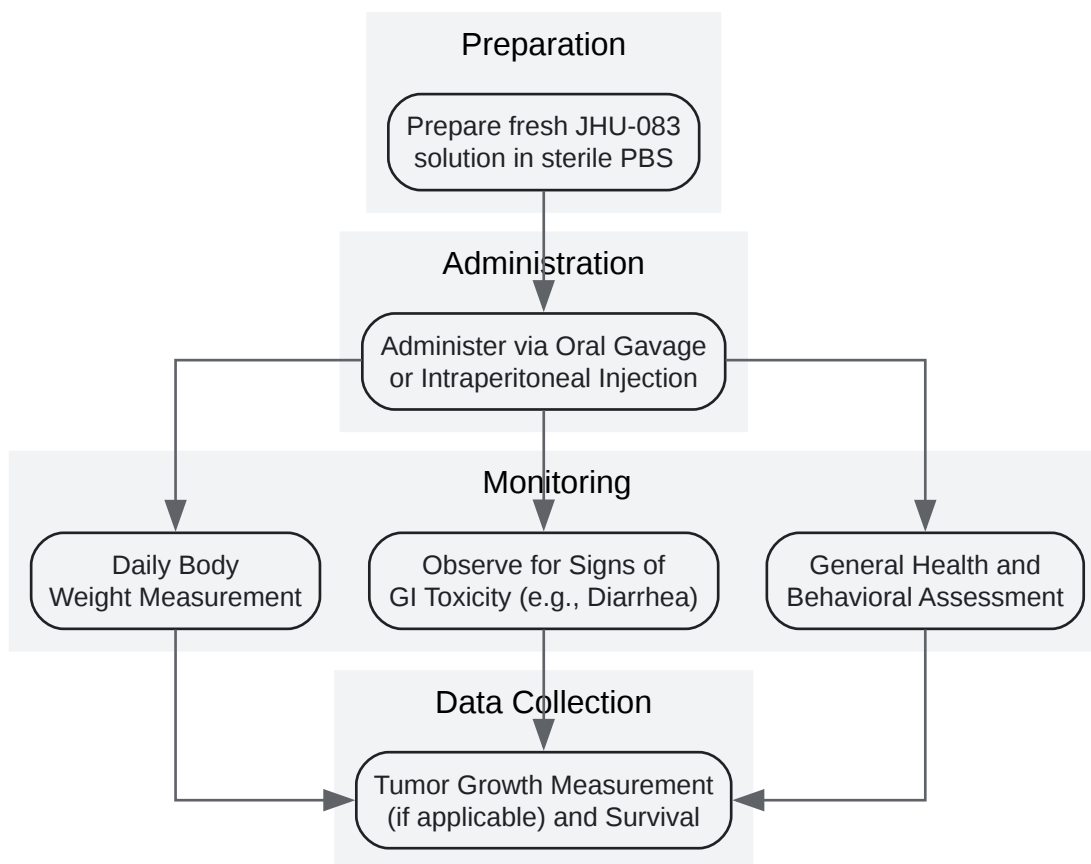 Preparation
Prepare fresh JHU-083
solution in sterile PBS
Administration
Administer via Oral Gavage
or Intraperitoneal Injection
Monitoring
Daily Body
Weight Measurement
Observe for Signs of
GI Toxicity (e.g., Diarrhea)
General Health and
Behavioral Assessment
Data Collection
Tumor Growth Measurement
(if applicable) and Survival